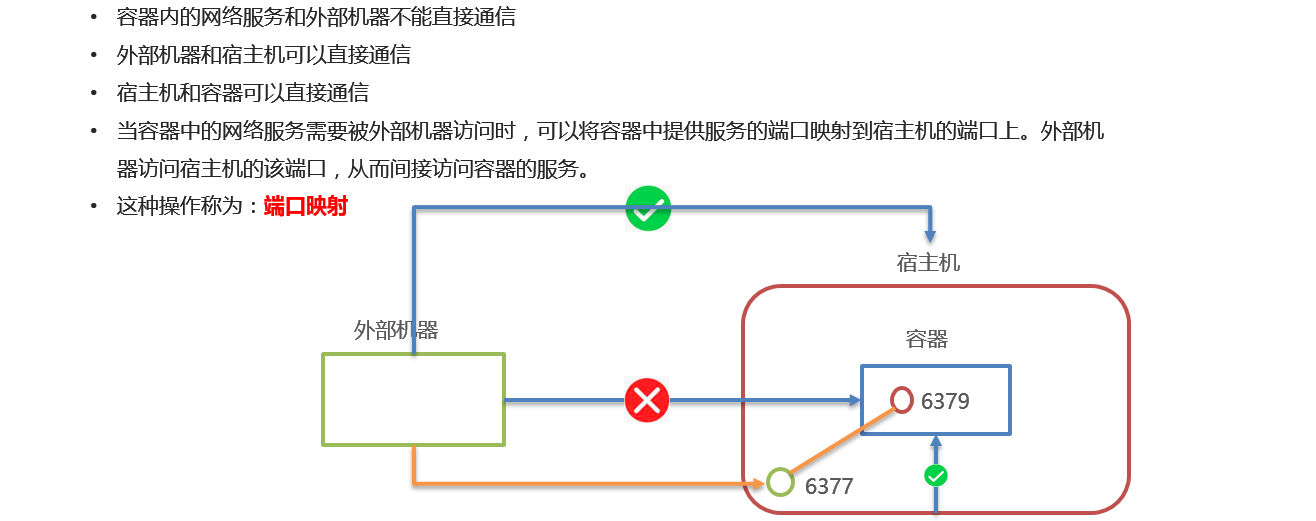 • 容器内的网络服务和外部机器不能直接通信
• 外部机器和宿主机可以直接通信
• 宿主机和容器可以直接通信
• 当容器中的网络服务需要被外部机器访问时，可以将容器中提供服务的端口映射到宿主机的端口上。外部机
器访问宿主机的该端口，从而间接访问容器的服务。
• 这种操作称为：端口映射
宿主机
外部机器
容器
6379
6377